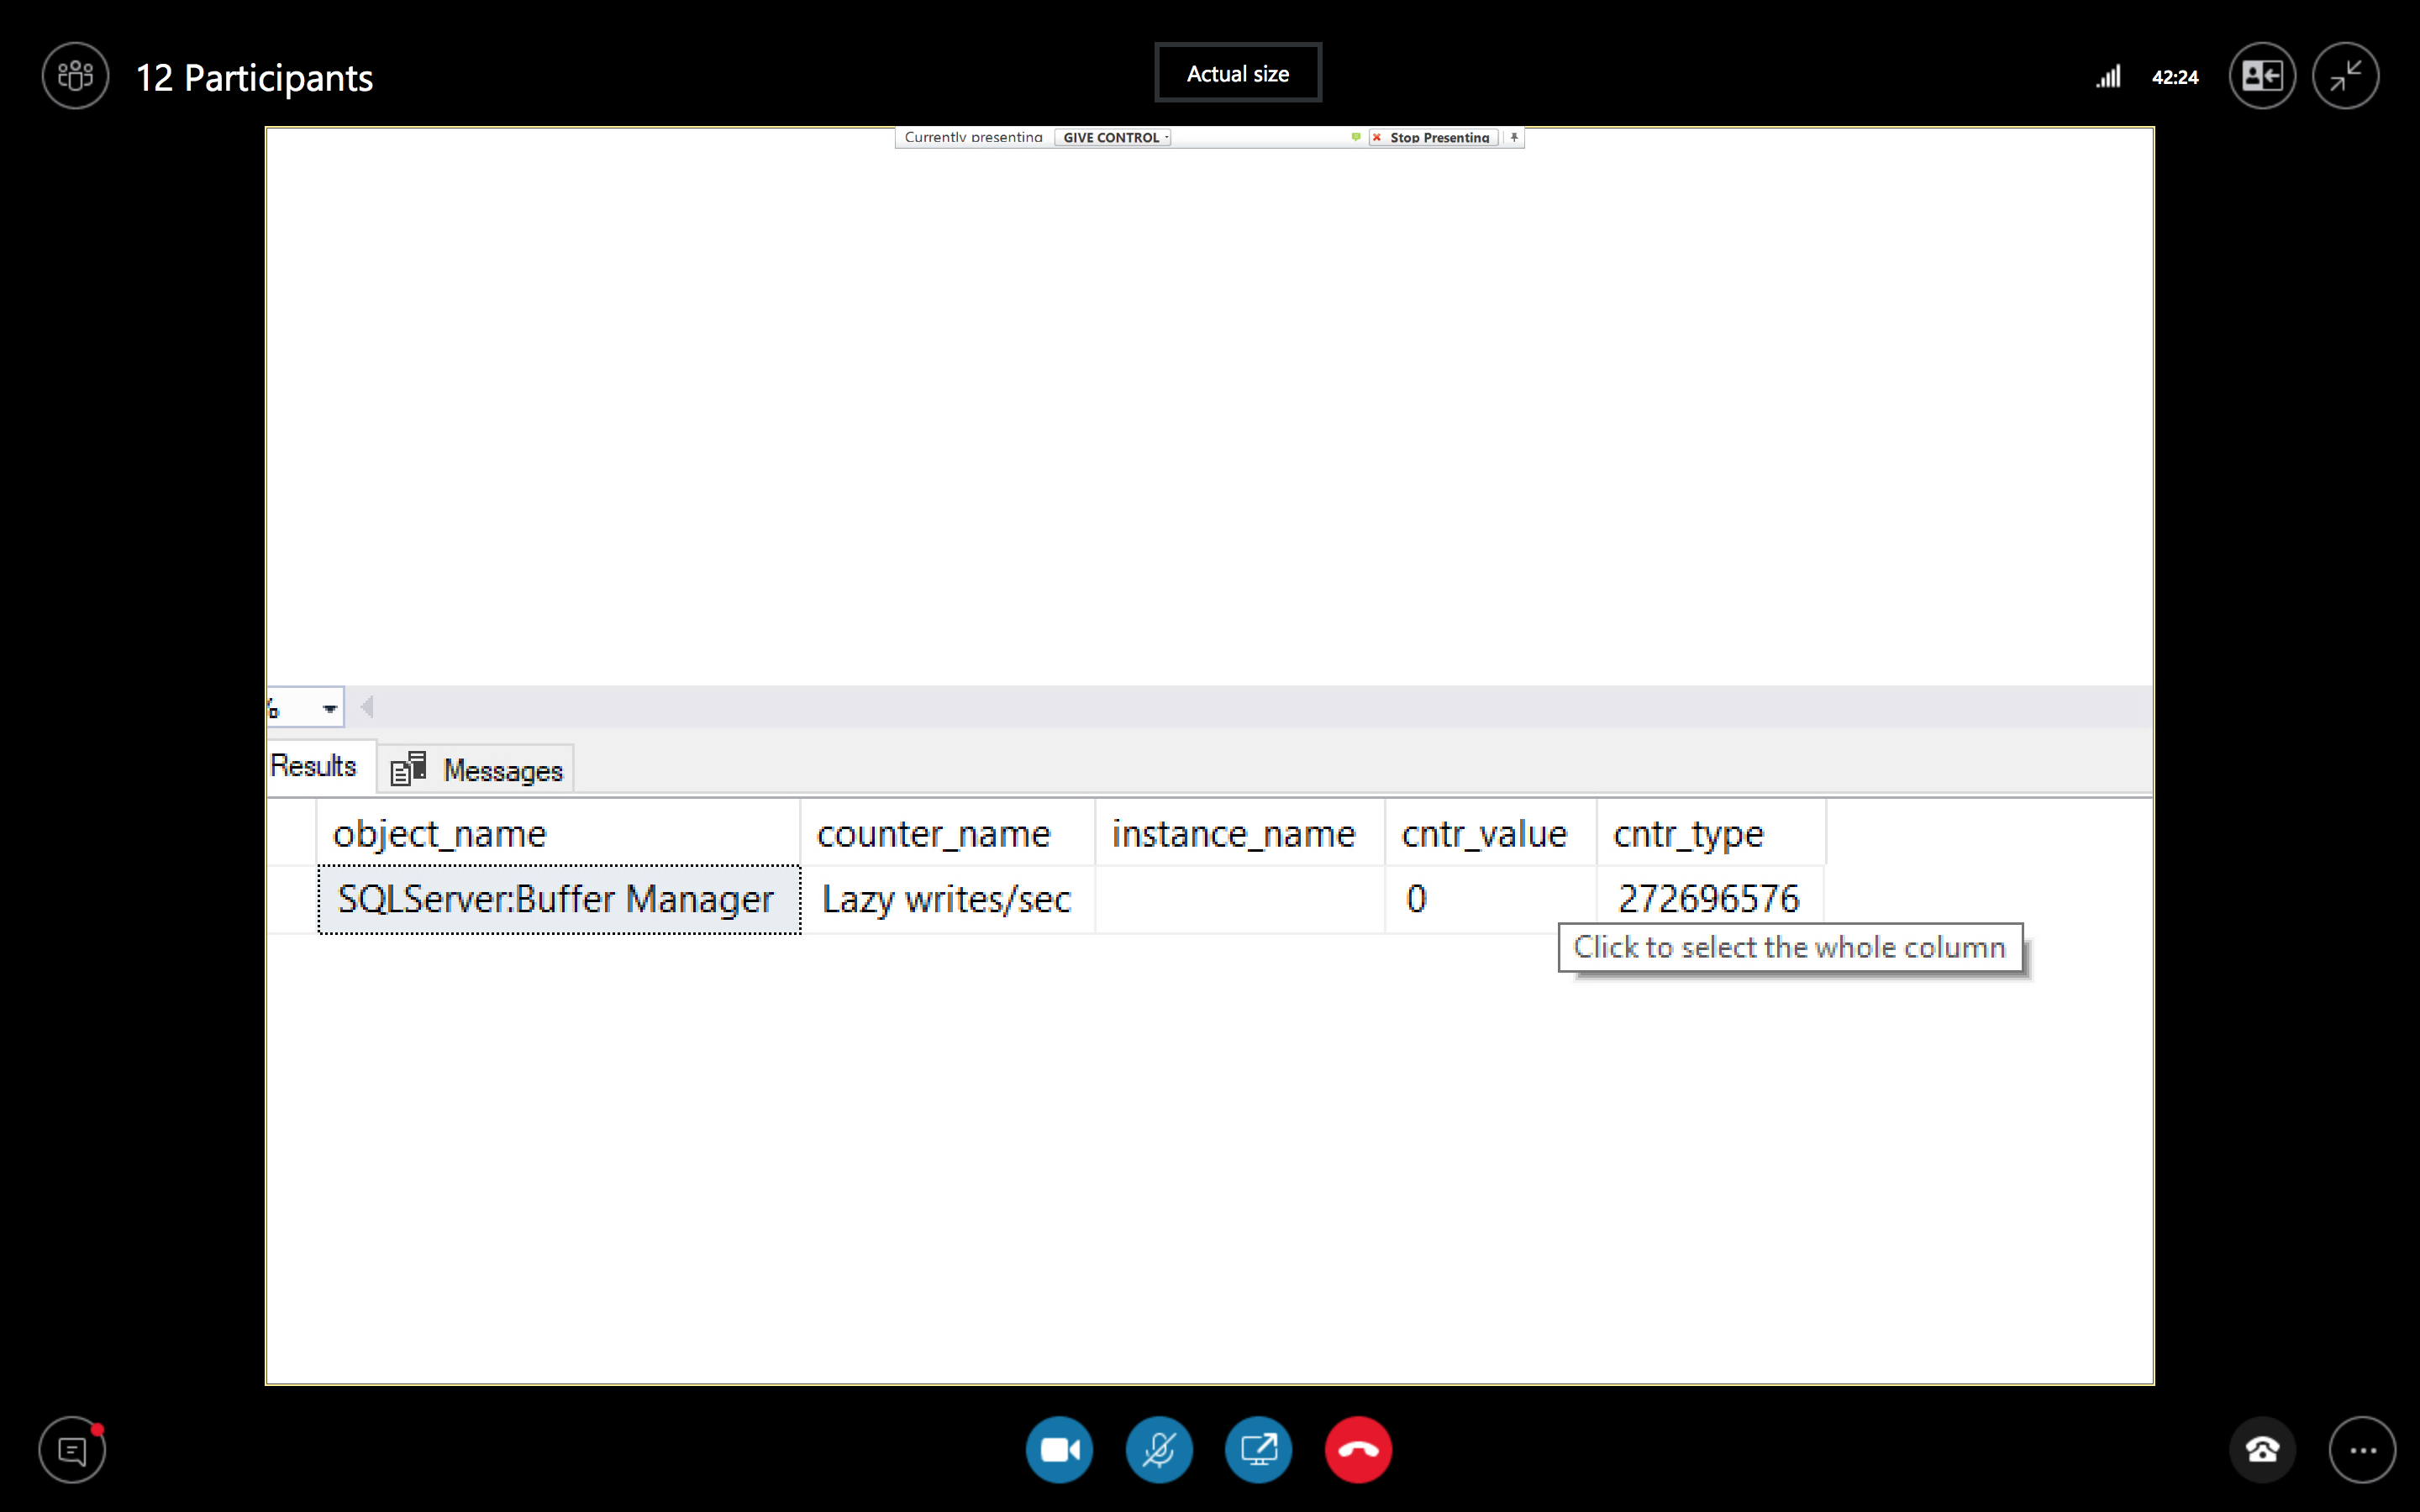 12 Participants
Actual size
42:24
Currently presenting GIVE CONTROL Stop Presenting
%
Results Messages
object_name counter_name instance_name cntr_value cntr_type
SQLServer:Buffer Manager Lazy writes/sec 0 272696576
Click to select the whole column